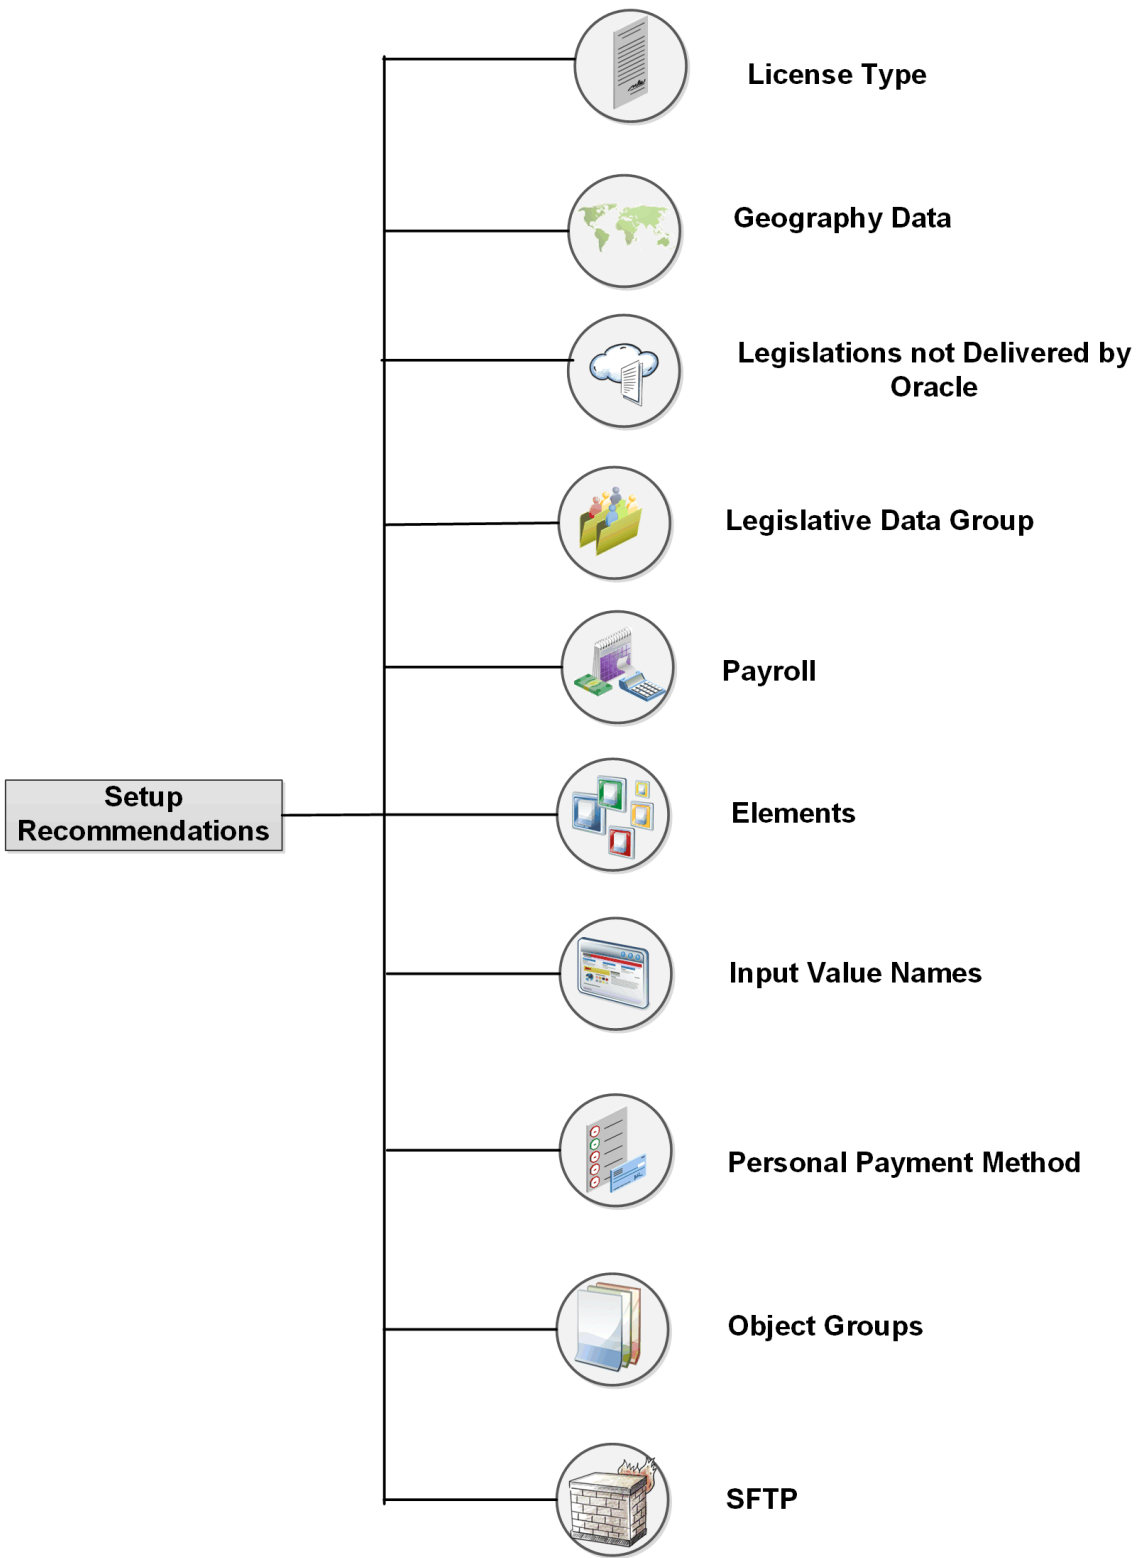 License Type
Geography Data
Legislations not Delivered by
Oracle
Legislative Data Group
Payroll
Setup
Recommendations
Elements
Input Value Names
Personal Payment Method
Object Groups
SFTP